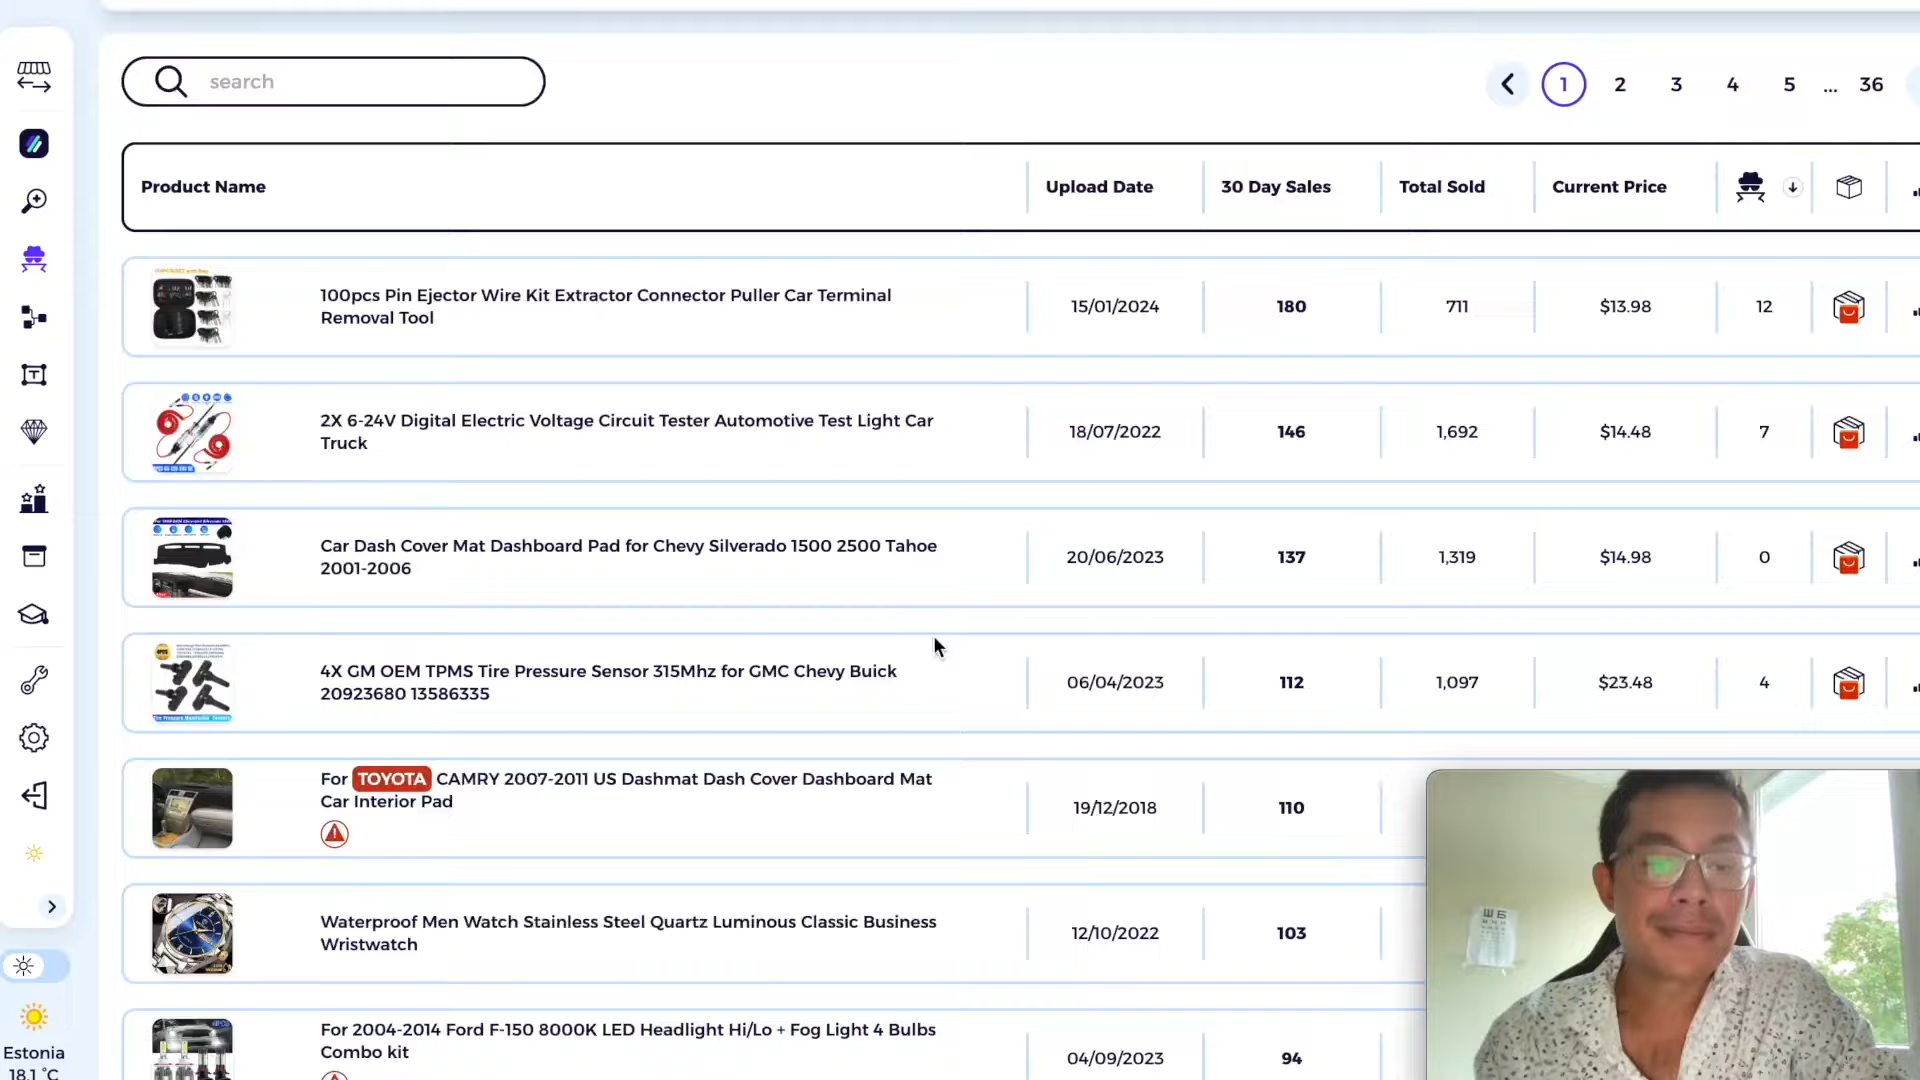 search
1 2 3 4 5 ... 36
Product Name Upload Date 30 Day Sales Total Sold Current Price
100pcs Pin Ejector Wire Kit Extractor Connector Puller Car Terminal
Removal Tool
15/01/2024 180 711 $13.98 12
2X 6-24V Digital Electric Voltage Circuit Tester Automotive Test Light Car
Truck
18/07/2022 146 1,692 $14.48 7
Car Dash Cover Mat Dashboard Pad for Chevy Silverado 1500 2500 Tahoe
2001-2006
20/06/2023 137 1,319 $14.98 0
4X GM OEM TPMS Tire Pressure Sensor 315Mhz for GMC Chevy Buick
20923680 13586335
06/04/2023 112 1,097 $23.48 4
For TOYOTA CAMRY 2007-2011 US Dashmat Dash Cover Dashboard Mat
Car Interior Pad
19/12/2018 110
Waterproof Men Watch Stainless Steel Quartz Luminous Classic Business
Wristwatch
12/10/2022 103
For 2004-2014 Ford F-150 8000K LED Headlight Hi/Lo + Fog Light 4 Bulbs
Combo kit
04/09/2023 94
Estonia
18.1 °C
Ш Б